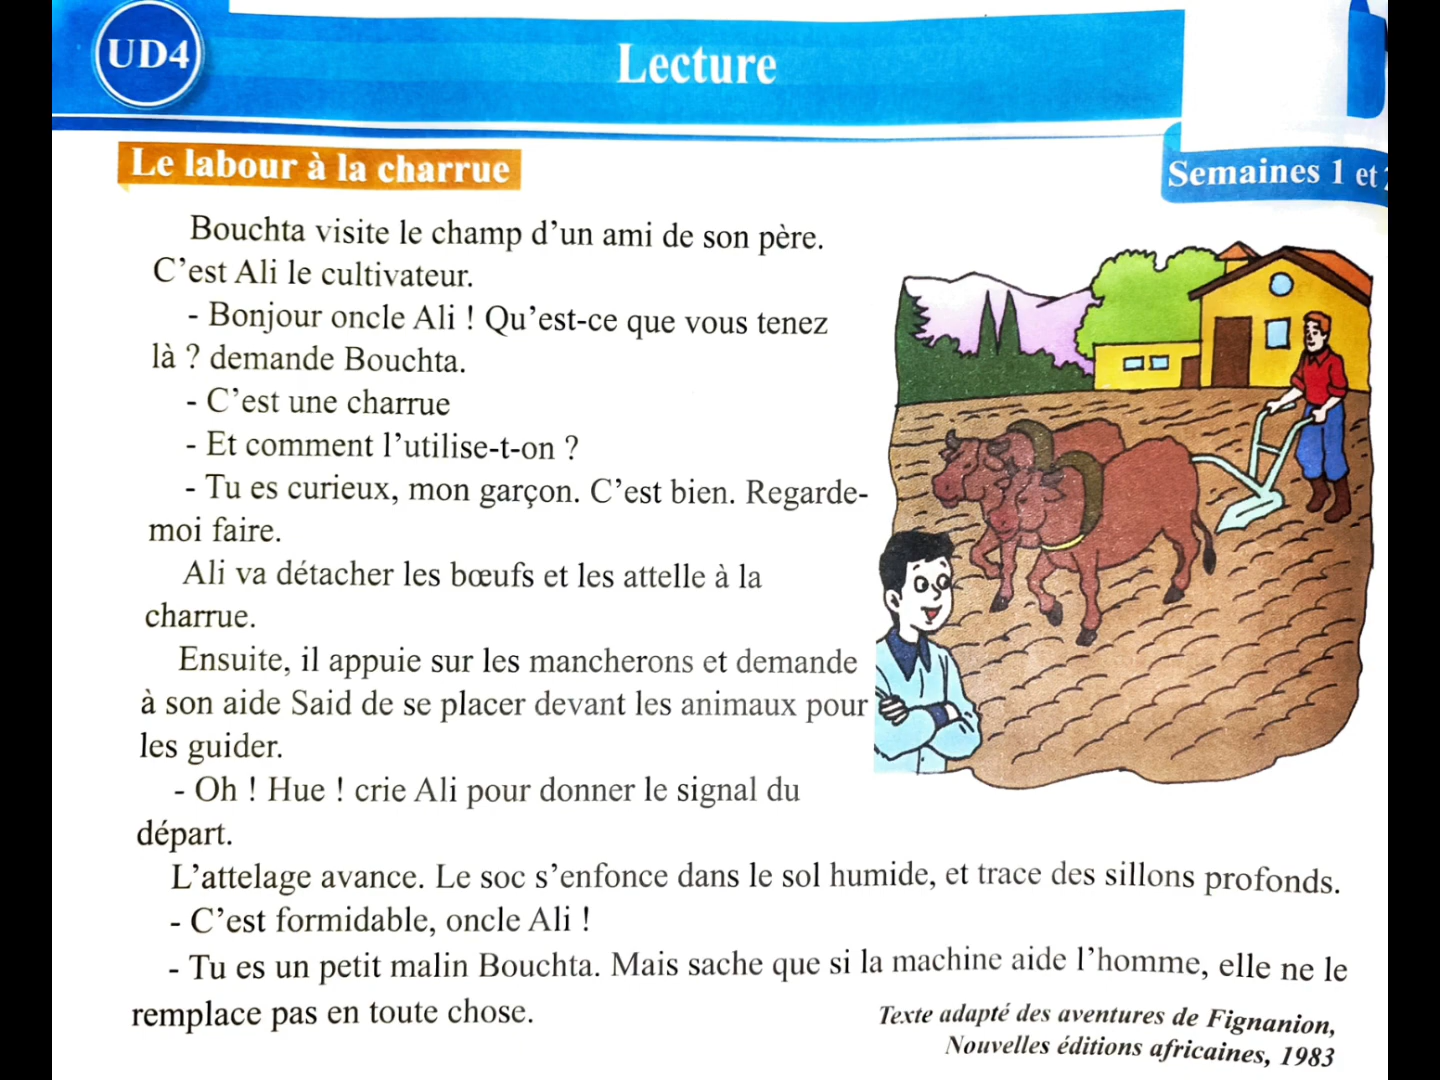 UD4
Lecture
Le labour à la charrue
Semaines 1 et
Bouchta visite le champ d'un ami de son père.
C'est Ali le cultivateur.
- Bonjour oncle Ali ! Qu'est-ce que vous tenez
là ? demande Bouchta.
- C'est une charrue
- Et comment l'utilise-t-on ?
- Tu es curieux, mon garçon. C'est bien. Regarde-
moi faire.
Ali va détacher les bœufs et les attelle à la
charrue.
Ensuite, il appuie sur les mancherons et demande
à son aide Said de se placer devant les animaux pour
les guider.
- Oh ! Hue ! crie Ali pour donner le signal du
départ.
L'attelage avance. Le soc s'enfonce dans le sol humide, et trace des sillons profonds.
- C'est formidable, oncle Ali !
- Tu es un petit malin Bouchta. Mais sache que si la machine aide l'homme, elle ne le
remplace pas en toute chose.
Texte adapté des aventures de Fignanion,
Nouvelles éditions africaines, 1983